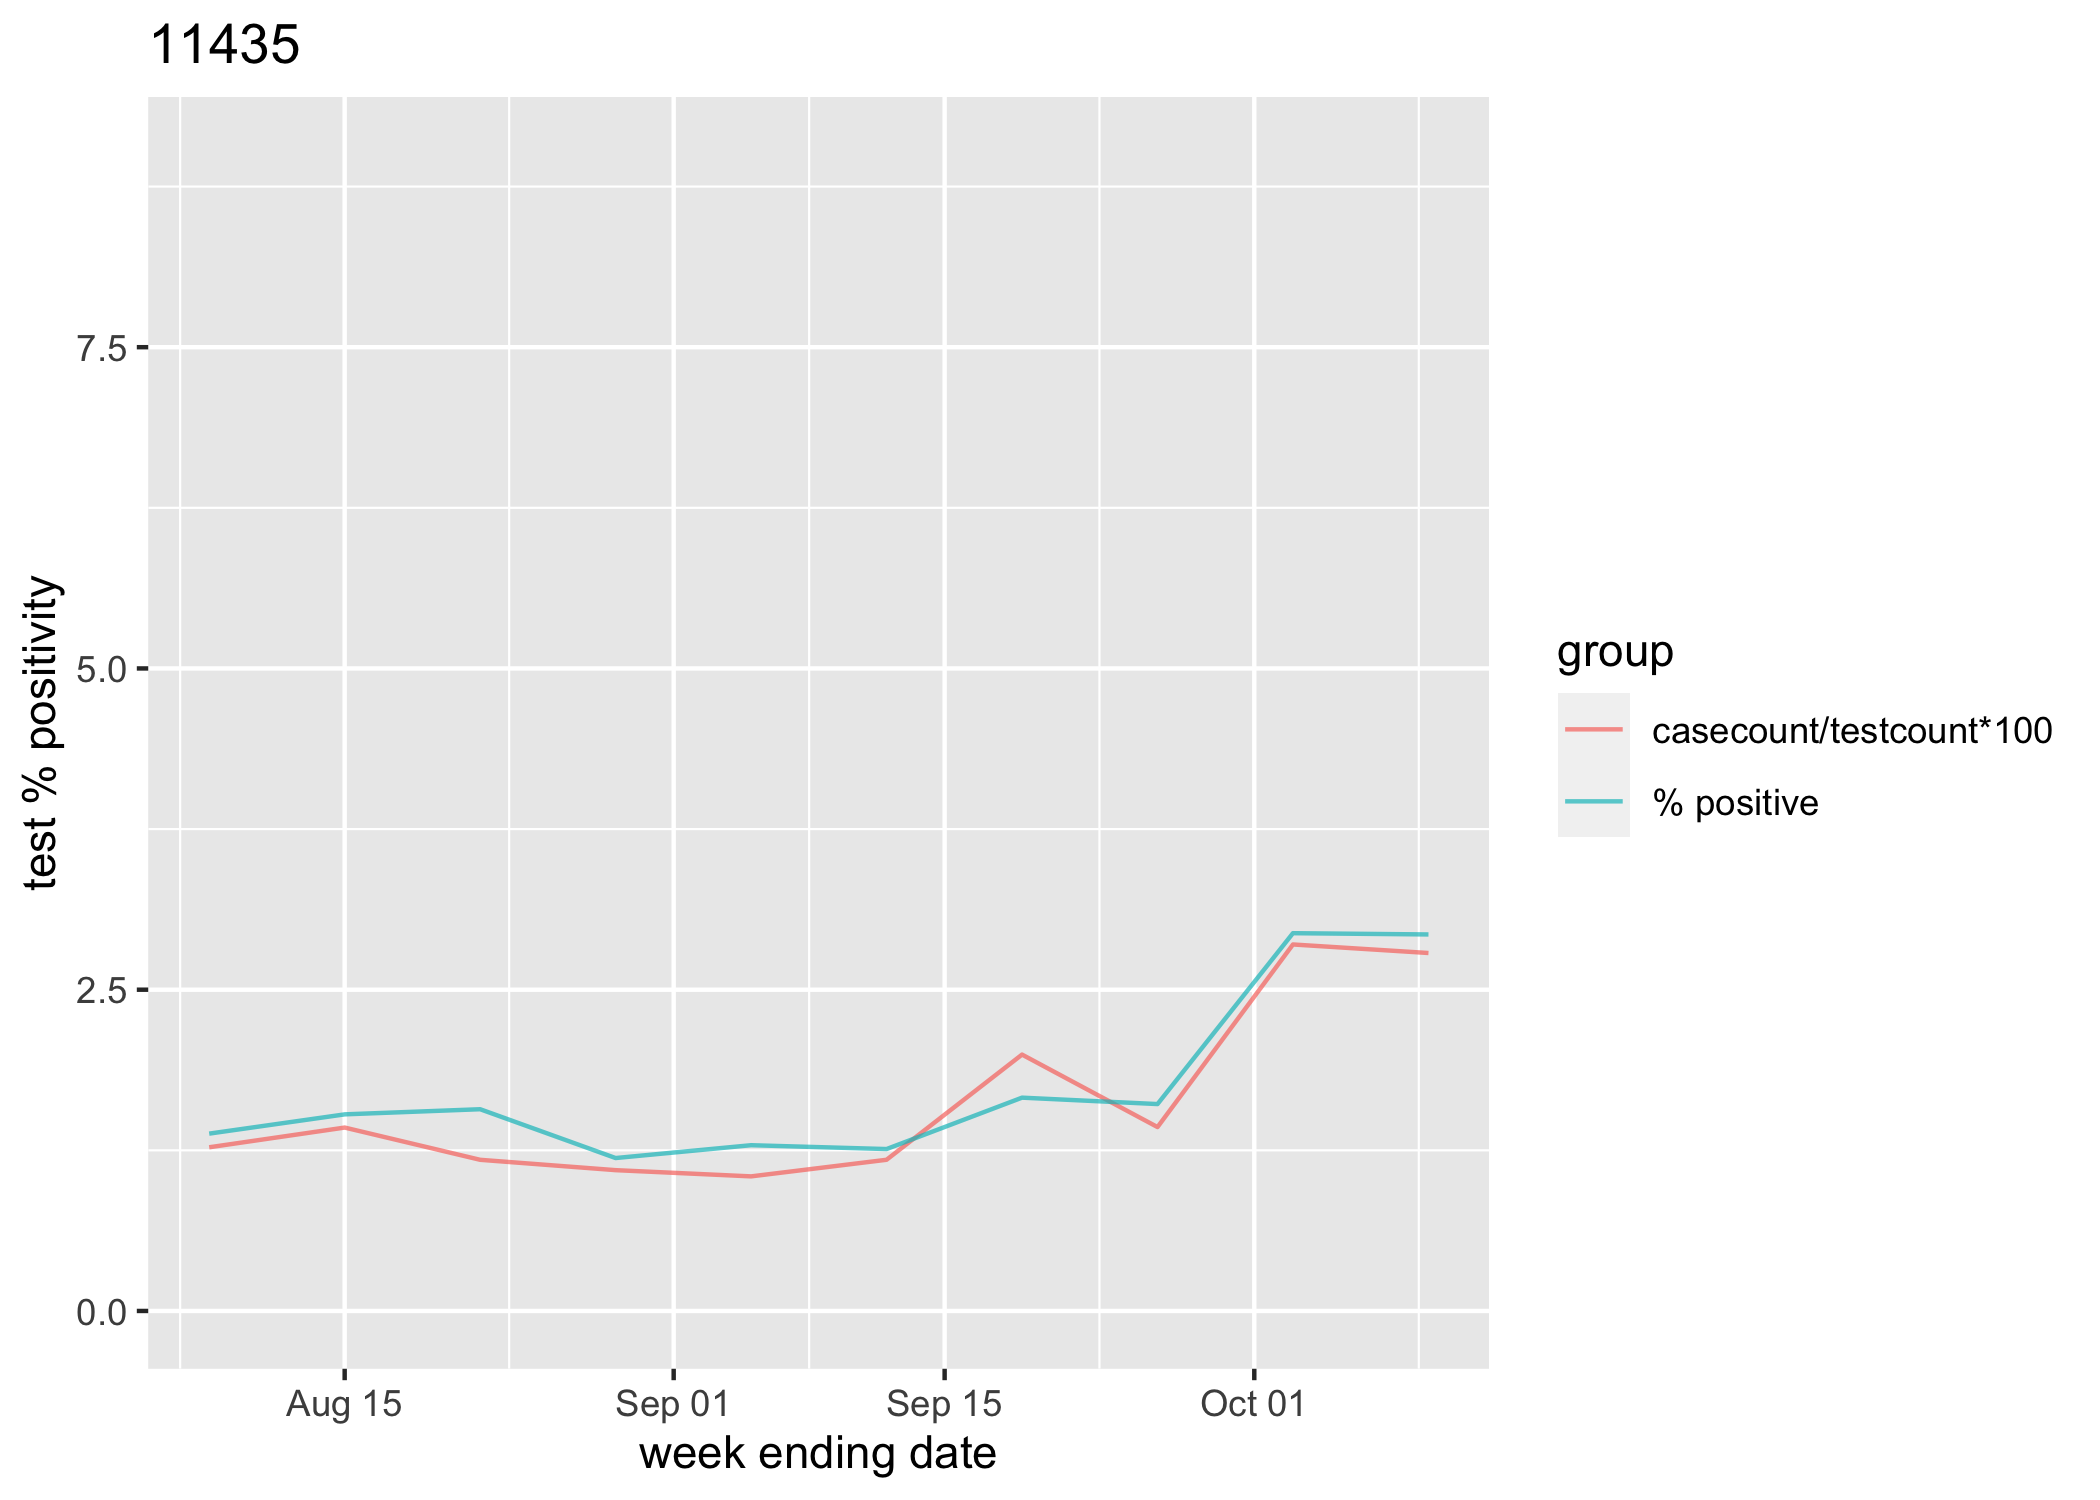 11435
7.5
5.0
2.5
0.0
test % positivity
Aug 15
Sep 01
Sep 15
Oct 01
week ending date
group
casecount/testcount*100
% positive